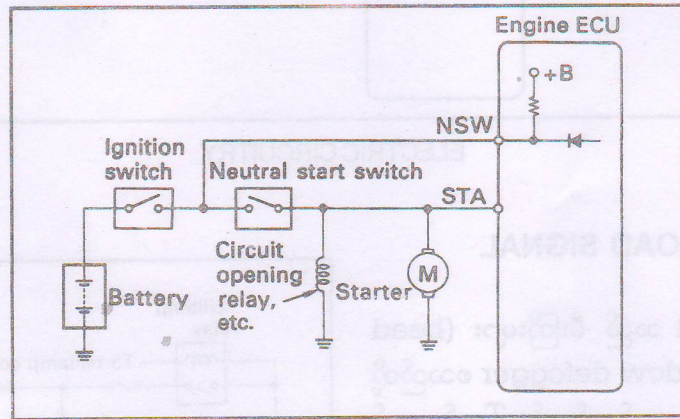 Engine ECU
+B
NSW
Ignition
switch
Neutral start switch
STA
Circuit
opening
relay,
etc.
Starter
M
Battery